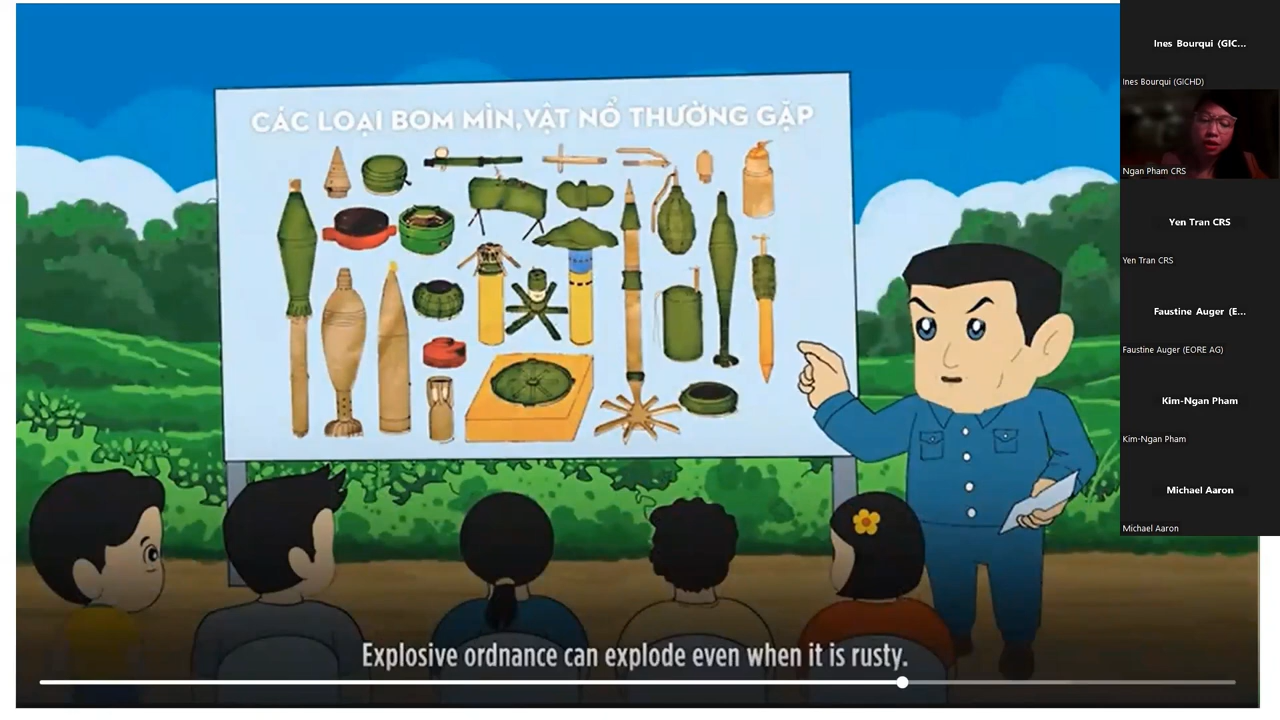 CÁC LOẠI BOM MÌN, VẬT NỔ THƯỜNG GẶP
Explosive ordnance can explode even when it is rusty.
Ines Bourqui (GIC...
Ines Bourqui (GICHD)
Ngan Pham CRS
Yen Tran CRS
Yen Tran CRS
Faustine Auger (E...
Faustine Auger (EORE AG)
Kim-Ngan Pham
Kim-Ngan Pham
Michael Aaron
Michael Aaron